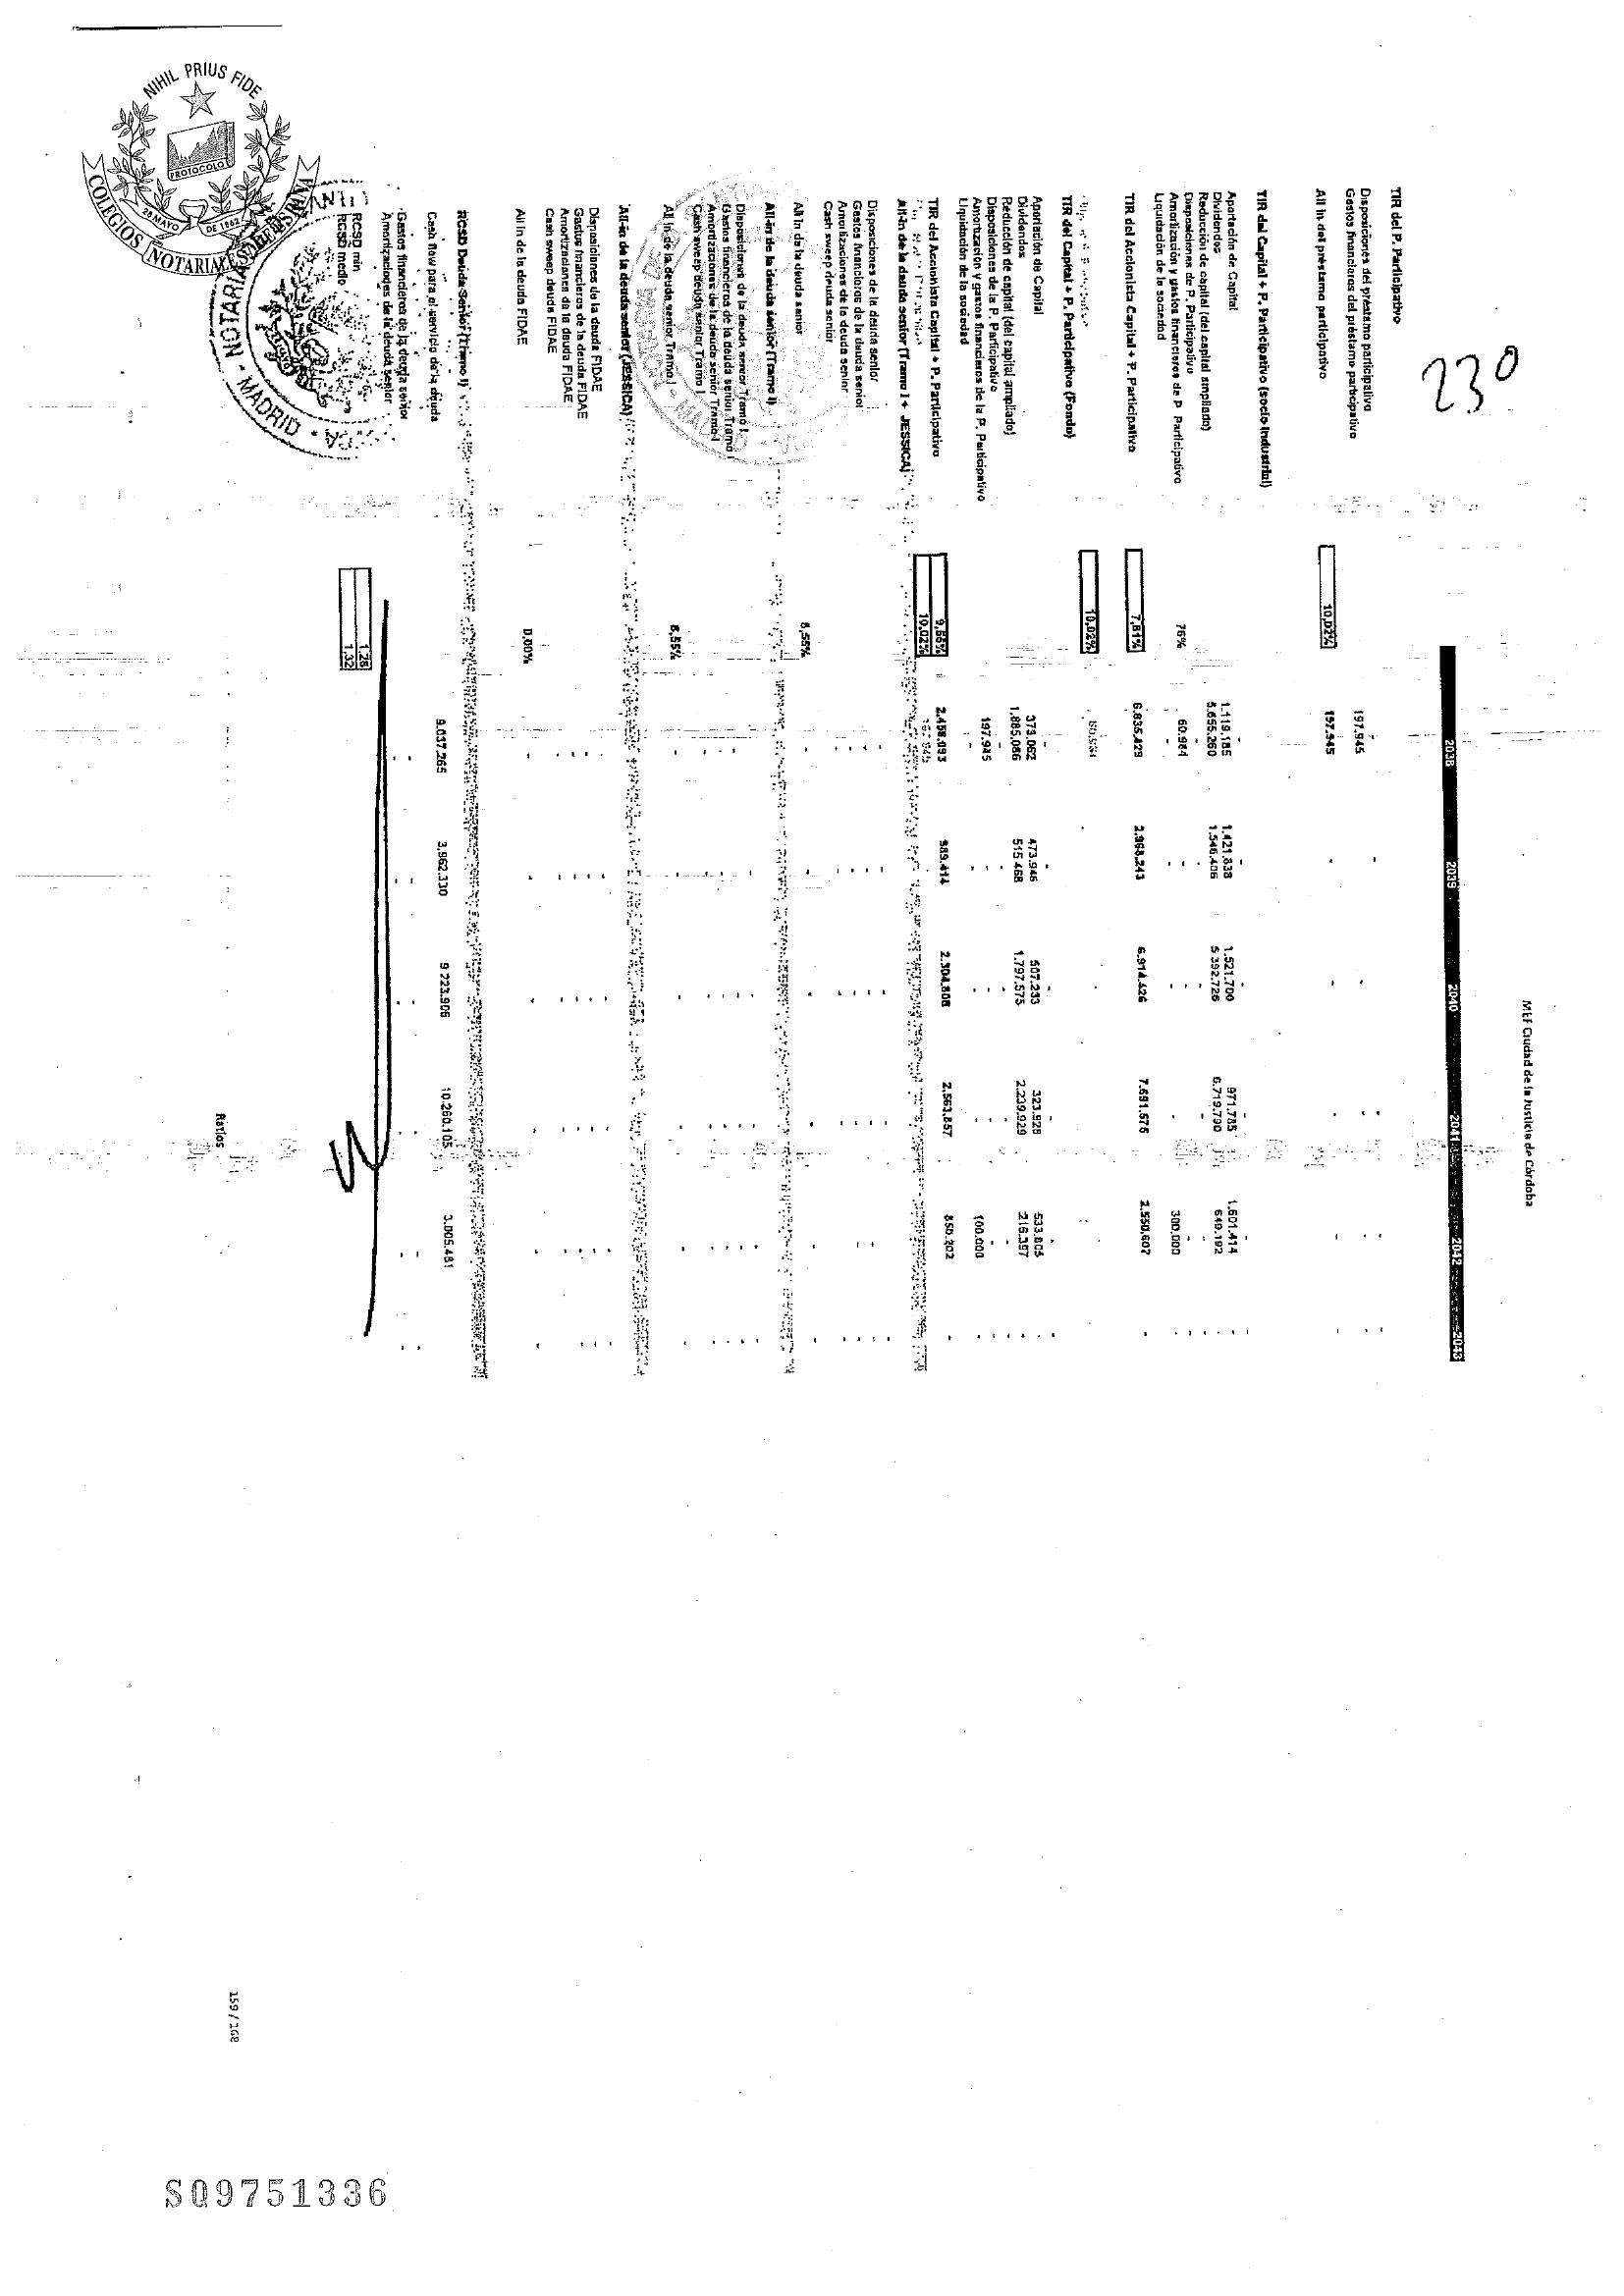 230
MEF Ciudad de la Justicia de Córdoba
2038 2039 2040 2041 2042 2043
TIR del P. Participativo
Disposiciones del préstamo participativo - - - - - -
Gastos financieros del préstamo participativo 197.945 - - - - -
All in del préstamo participativo 10,02% 197.945 - - - - -
TIR del Capital + P. Participativo (socio industrial)
Aportación de Capital - - - - - -
Dividendos 1.119.185 1.421.838 1.521.700 971.785 1.601.414 -
Reducción de capital (del capital ampliado) 5.655.260 1.546.406 5.392.726 6.719.790 649.192 -
Disposiciones de P. Participativo - - - - - -
Amortización y gastos financieros de P. Participativo 76% 60.984 - - - 300.000 -
Liquidación de la sociedad
TIR del Accionista Capital + P. Participativo 7,81% 6.835.429 2.968.243 6.914.426 7.691.575 2.550.607 -
TIR del Capital + P. Participativo (Fondo) 10,02%
Aportación de Capital - - - - - -
Dividendos 373.062 473.946 507.233 323.928 533.805 -
Reducción de capital (del capital ampliado) 1.885.086 515.468 1.797.575 2.239.929 216.397 -
Disposiciones de la P. Participativo - - - - - -
Amortización y gastos financieros de la P. Participativo 197.945 - - - 100.000 -
Liquidación de la sociedad
TIR del Accionista Capital + P. Participativo 9,56% 2.456.093 989.414 2.304.808 2.563.857 850.202 -
10,02%
All-in de la deuda senior (Tramo I + JESSICA)
Disposiciones de la deuda senior
Gastos financieros de la deuda senior
Amortizaciones de la deuda senior
Cash sweep deuda senior
All in de la deuda senior 8,55%
All-in de la deuda senior (Tramo I)
Disposiciones de la deuda senior Tramo I
Gastos financieros de la deuda senior Tramo I
Amortizaciones de la deuda senior Tramo I
Cash sweep deuda senior Tramo I
All in de la deuda senior Tramo I 8,55%
All-in de la deuda senior (JESSICA)
Disposiciones de la deuda FIDAE
Gastos financieros de la deuda FIDAE
Amortizaciones de la deuda FIDAE
Cash sweep deuda FIDAE
All in de la deuda FIDAE 0,00%
RCSD Deuda Senior (Tramo I)
Cash flow para el servicio de la deuda 9.037.265 3.962.330 9.223.906 10.260.105 3.005.481
Gastos financieros de la deuda senior
Amortizaciones de la deuda senior
RCSD min 1,28
RCSD medio 1,32
Ratios
159 / 168
NIHIL PRIUS FIDE
PROTOCOLO
28 MAYO DE 1862
COLEGIOS NOTARIALES DE ESPAÑA
MADRID
S09751336